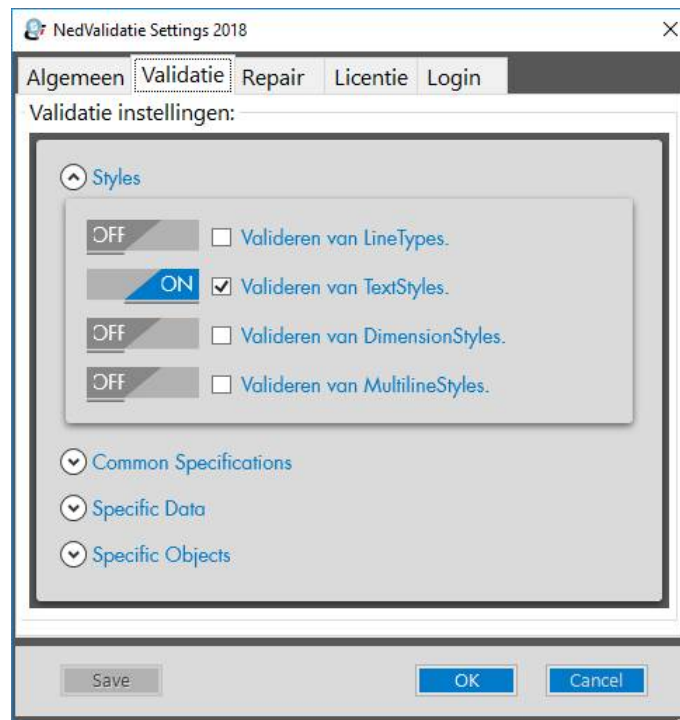 NedValidatie Settings 2018
Algemeen Validatie Repair Licentie Login
Validatie instellingen:
Styles
OFF Valideren van LineTypes.
ON Valideren van TextStyles.
OFF Valideren van DimensionStyles.
OFF Valideren van MultilineStyles.
Common Specifications
Specific Data
Specific Objects
Save OK Cancel